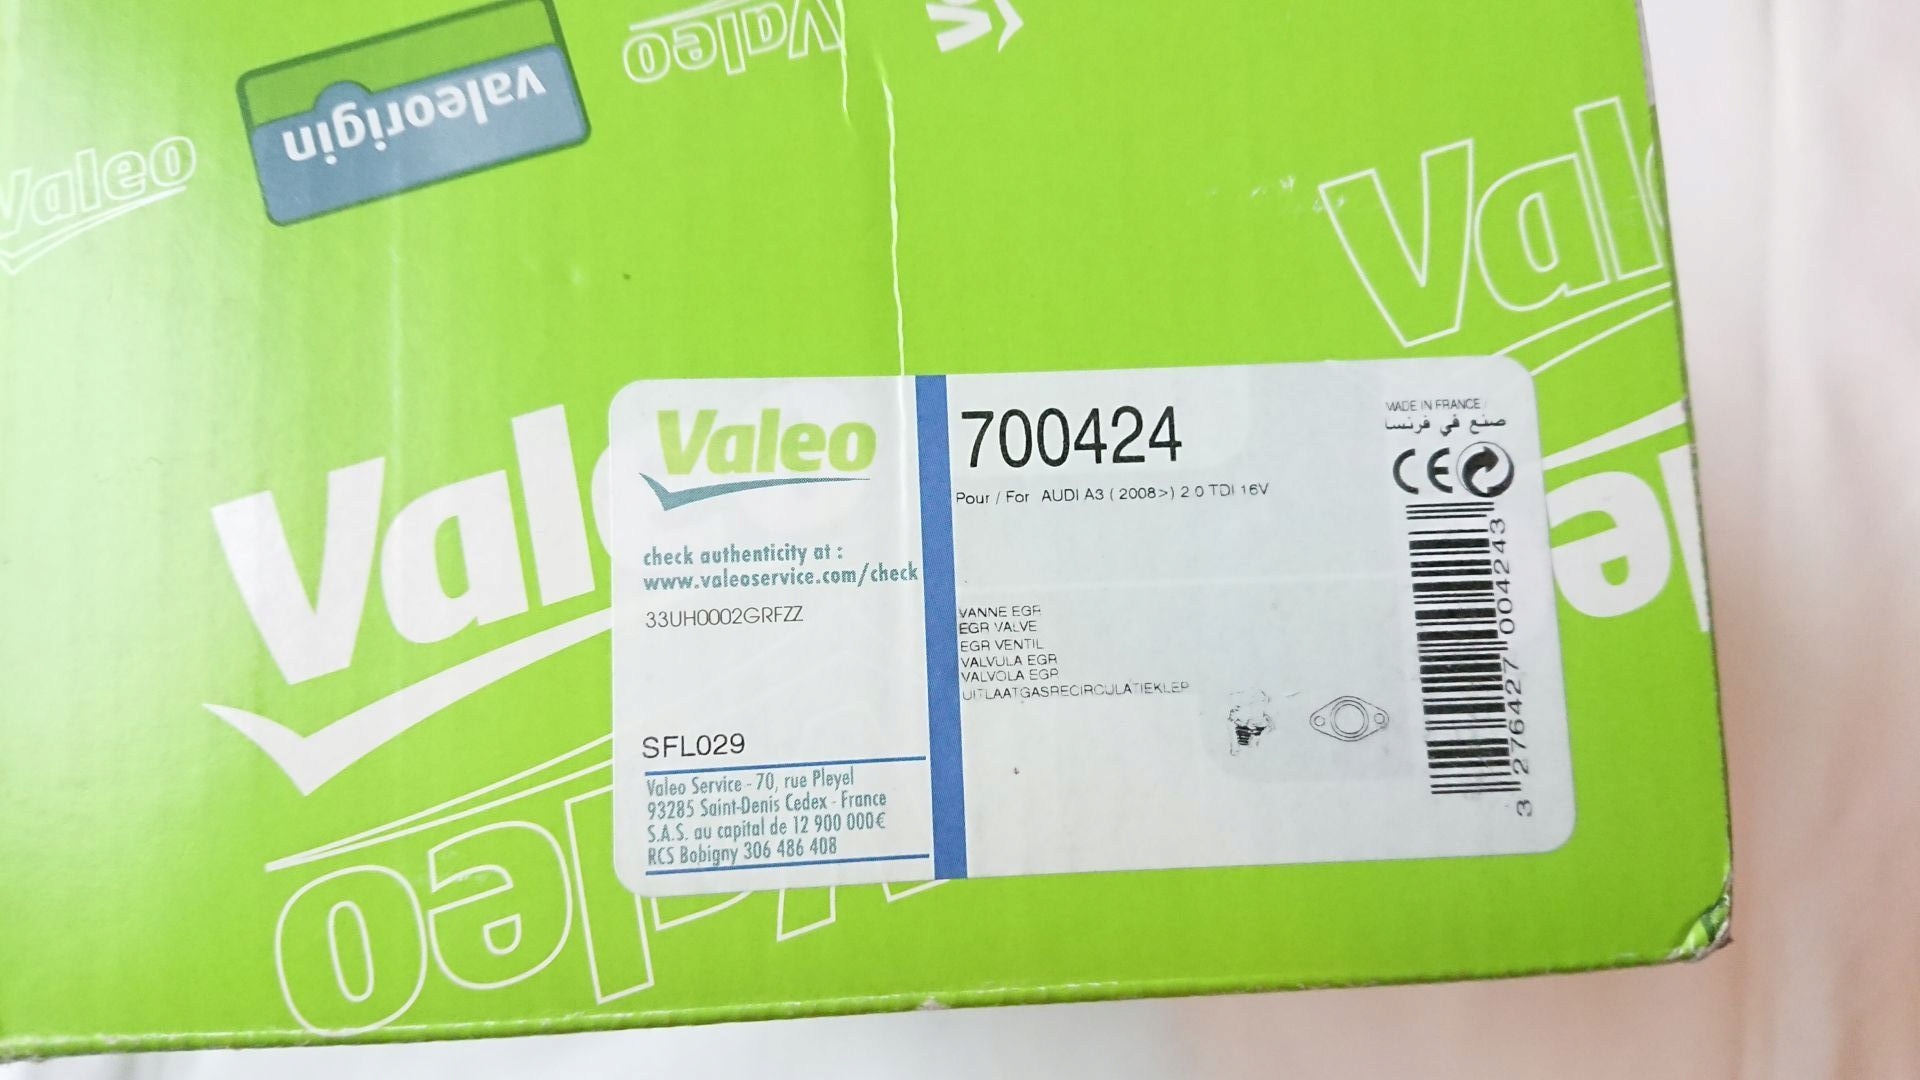 Valeo
valeorigin
Valeo
Valeo
Valeo
Valeo
700424
Pour / For AUDI A3 ( 2008>) 2.0 TDI 16V
MADE IN FRANCE /
صنع في فرنسا
CE
check authenticity at :
www.valeoservice.com/check
33UH0002GRFZZ
VANNE EGR
EGR VALVE
EGR VENTIL
VALVULA EGR
VALVOLA EGR
UITLAATGASRECIRCULATIEKLEP
SFL029
Valeo Service - 70, rue Pleyel
93285 Saint-Denis Cedex - France
S.A.S. au capital de 12 900 000€
RCS Bobigny 306 486 408
3 276427 004243